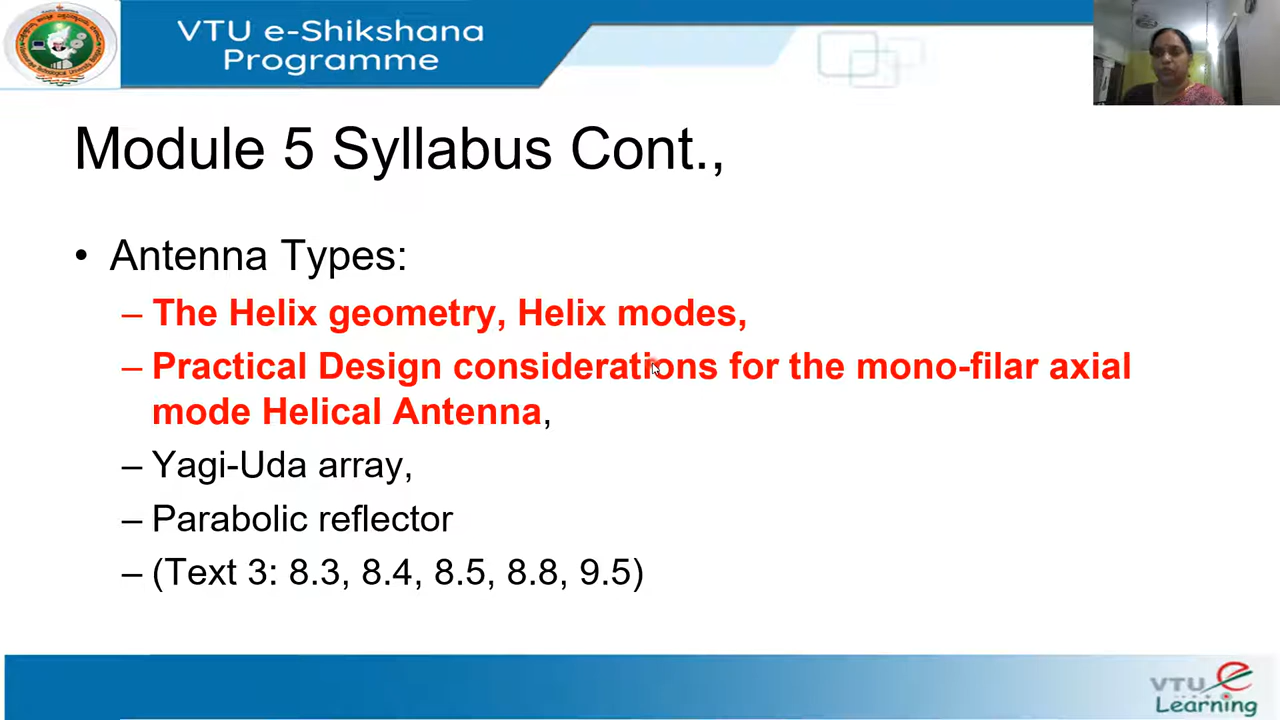 VTU e-Shikshana
Programme
Module 5 Syllabus Cont.,
• Antenna Types:
– The Helix geometry, Helix modes,
– Practical Design considerations for the mono-filar axial
mode Helical Antenna,
– Yagi-Uda array,
– Parabolic reflector
– (Text 3: 8.3, 8.4, 8.5, 8.8, 9.5)
VTU e
Learning